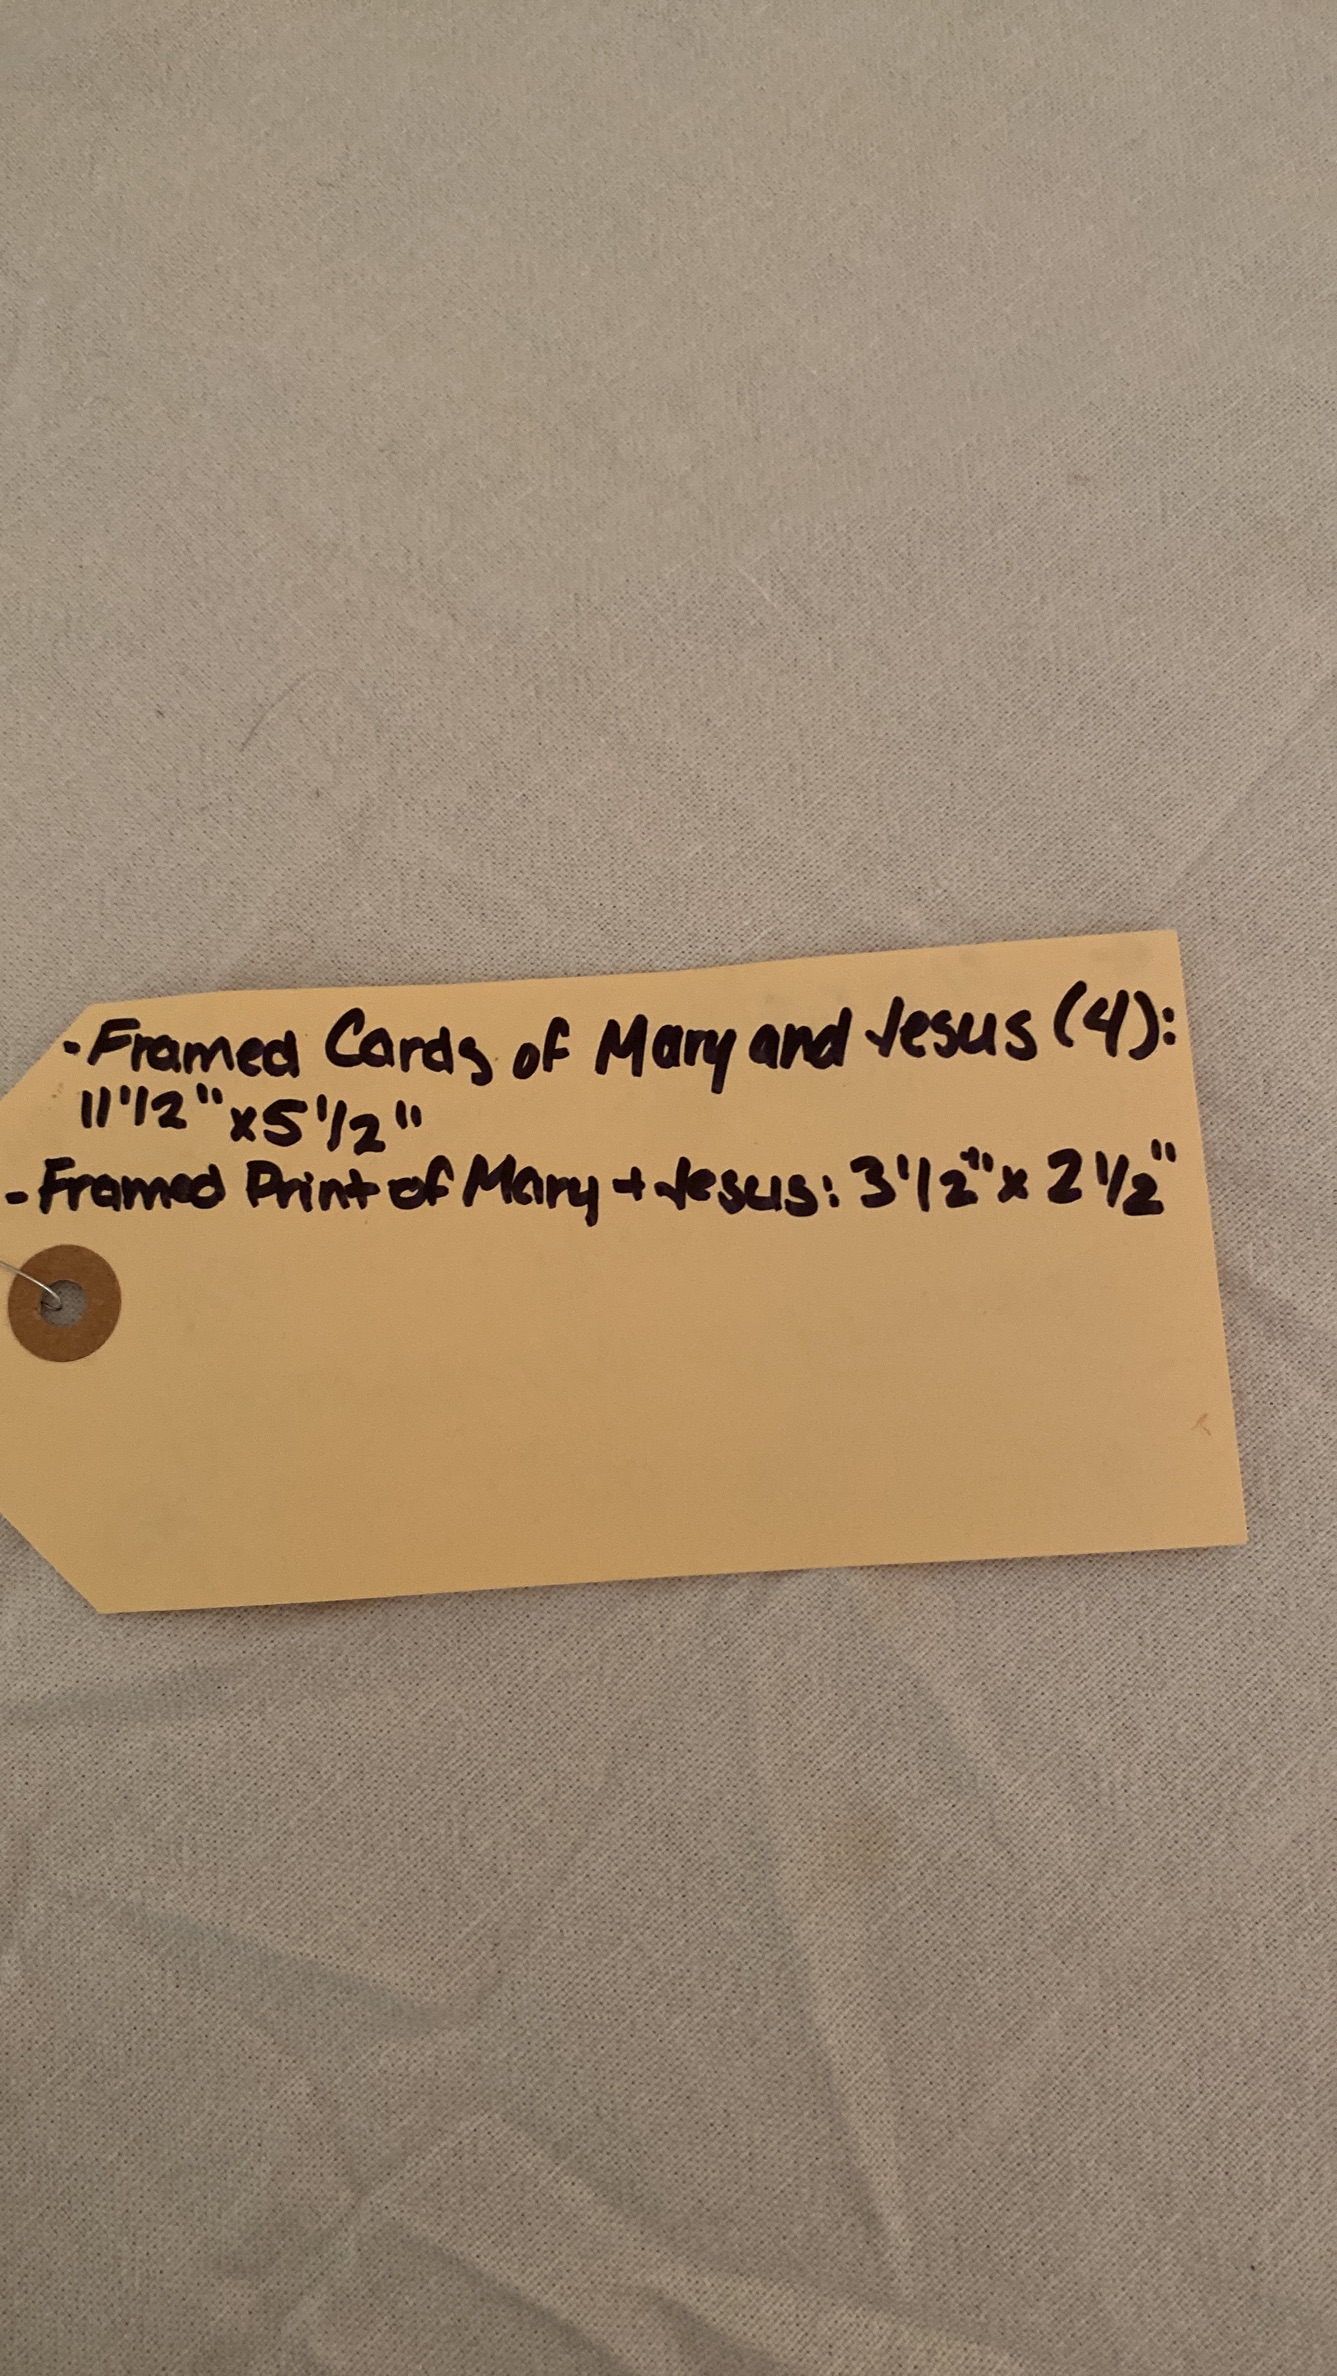 - Framed Cards of Mary and Jesus (4):
11 1/2" x 5 1/2"
- Framed Print of Mary + Jesus: 3 1/2" x 2 1/2"